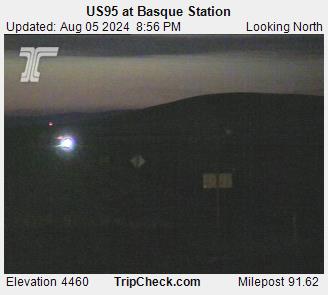 US95 at Basque Station
Updated: Aug 05 2024 8:56 PM Looking North
Elevation 4460 TripCheck.com Milepost 91.62